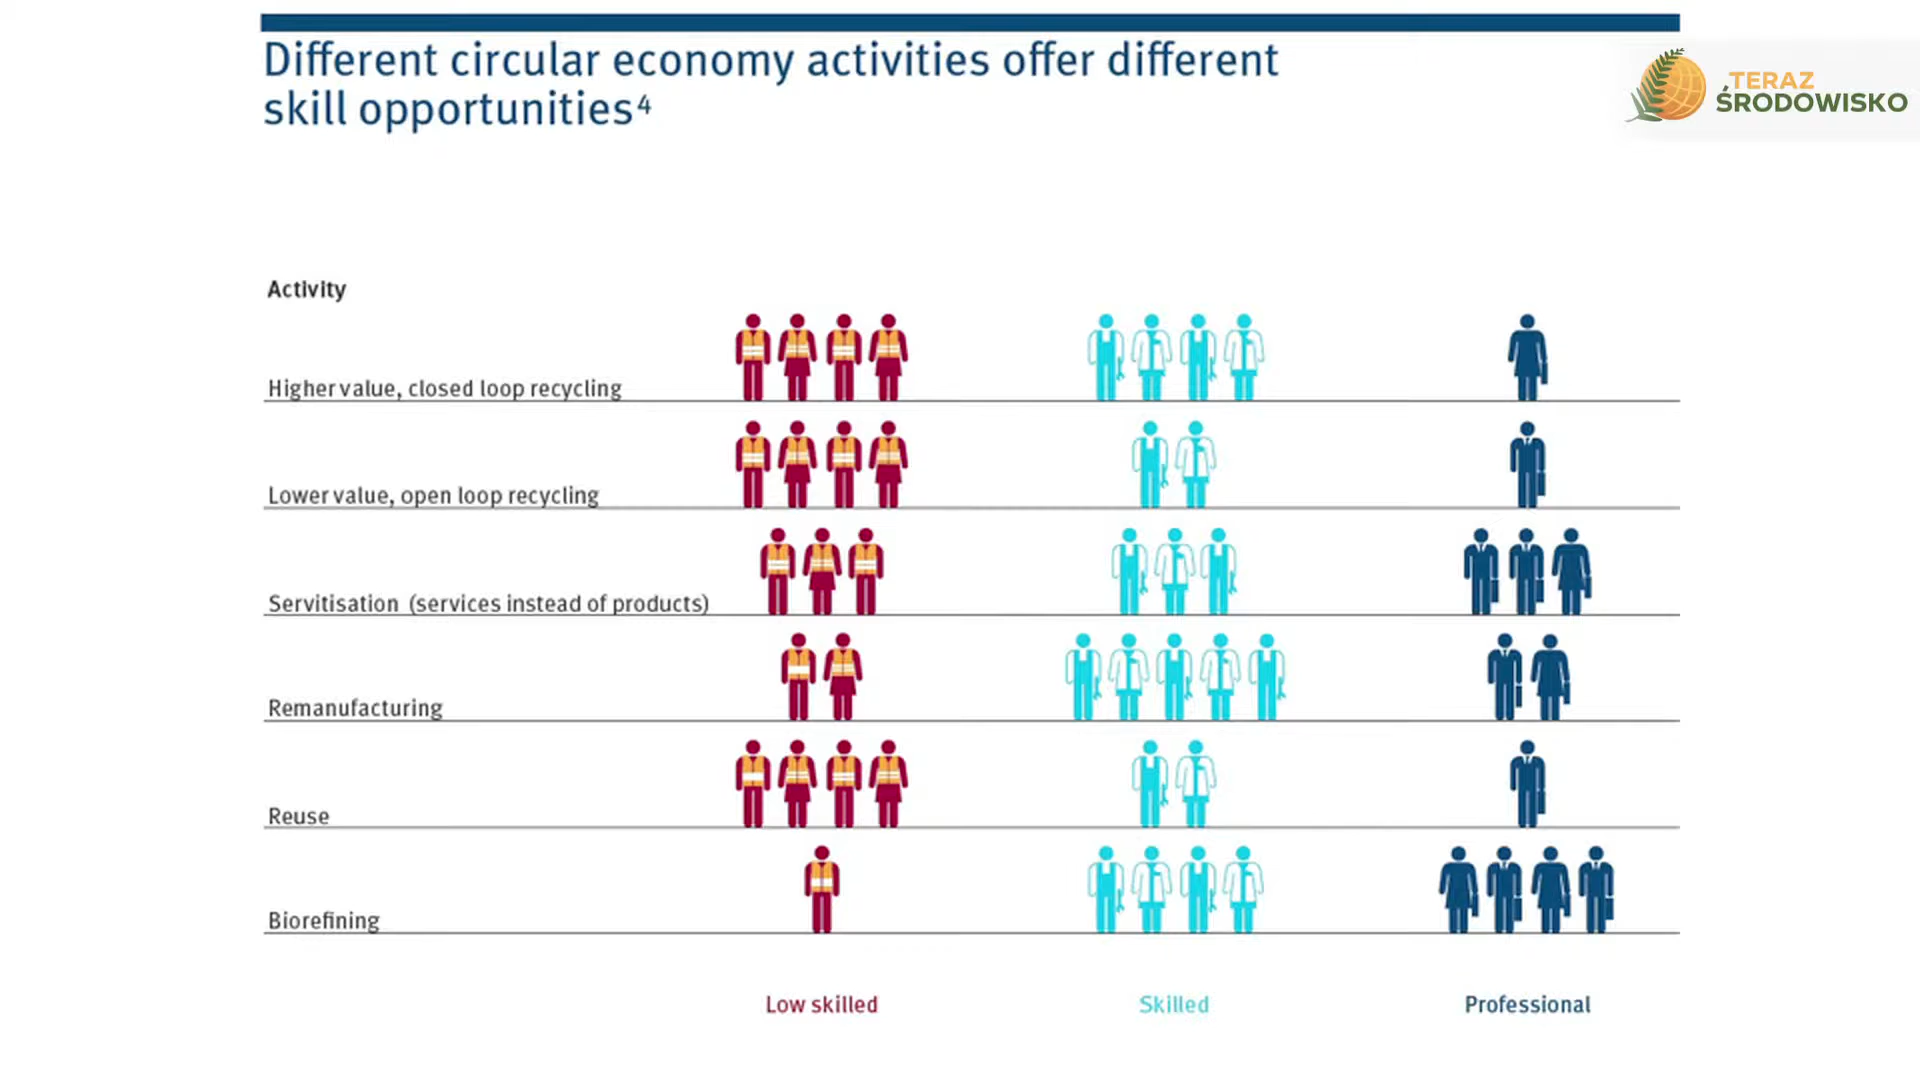 Different circular economy activities offer different
skill opportunities⁴
TERAZ
ŚRODOWISKO
Activity
Higher value, closed loop recycling
Lower value, open loop recycling
Servitisation (services instead of products)
Remanufacturing
Reuse
Biorefining
Low skilled
Skilled
Professional